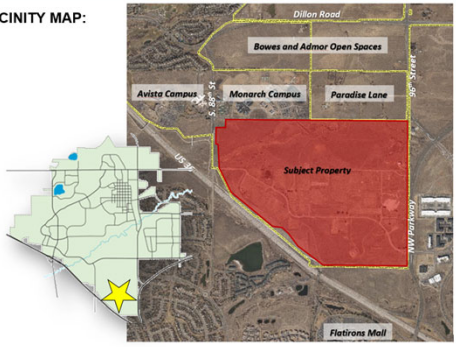 CINITY MAP:
Dillon Road
3
Bowes and Admor Open Spaces
96th Street
Avista Campus
S. 88th St
Monarch Campus
Paradise Lane
US 36
Subject Property
NW Parkway
Flatirons Mall